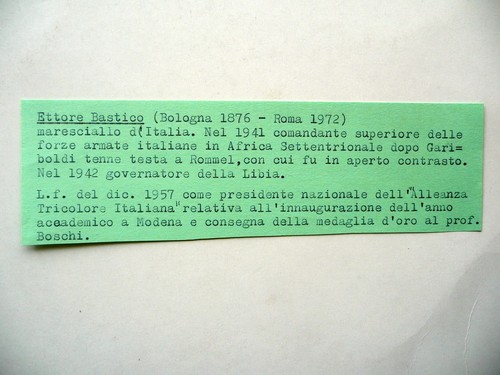 Ettore Bastico (Bologna 1876 - Roma 1972)
maresciallo d'Italia. Nel 1941 comandante superiore delle
forze armate italiane in Africa Settentrionale dopo Gari=
boldi tenne testa a Rommel,con cui fu in aperto contrasto.
Nel 1942 governatore della Libia.
L.f. del dic. 1957 come presidente nazionale dell'"Alleanza
Tricolore Italiana" relativa all'innaugurazione dell'anno
accademico a Modena e consegna della medaglia d'oro al prof.
Boschi.